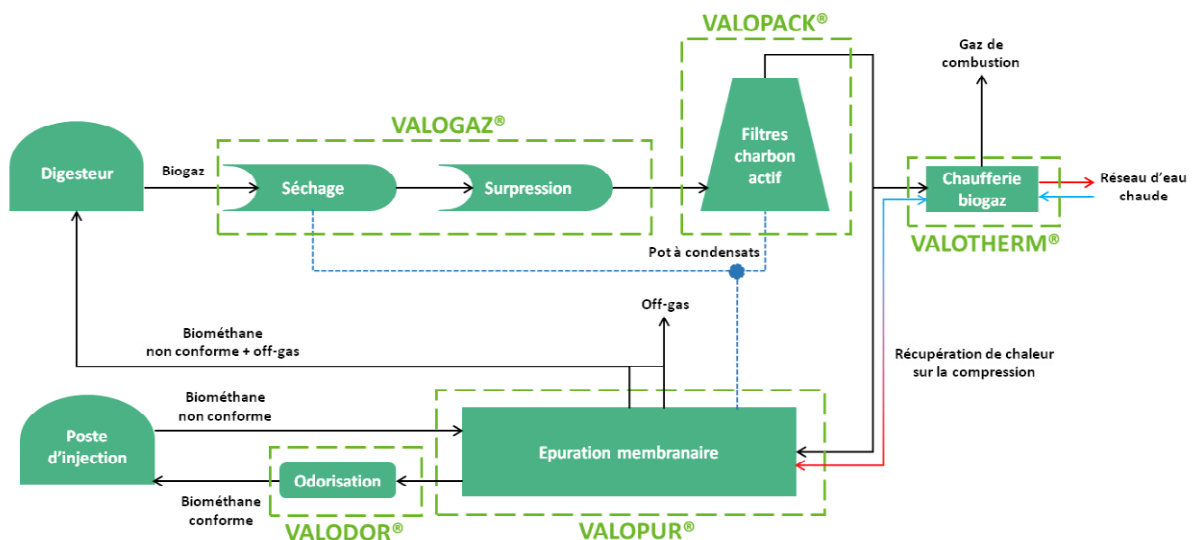 VALOPACK®
Gaz de
combustion
VALOGAZ®
Digesteur
Biogaz
Séchage
Surpression
Filtres
charbon
actif
Chaufferie
biogaz
Réseau d’eau
chaude
VALOTHERM®
Pot à condensats
Off-gas
Biométhane
non conforme + off-gas
Récupération de chaleur
sur la compression
Biométhane
non conforme
Poste
d’injection
Epuration membranaire
Odorisation
Biométhane
conforme
VALODOR®
VALOPUR®